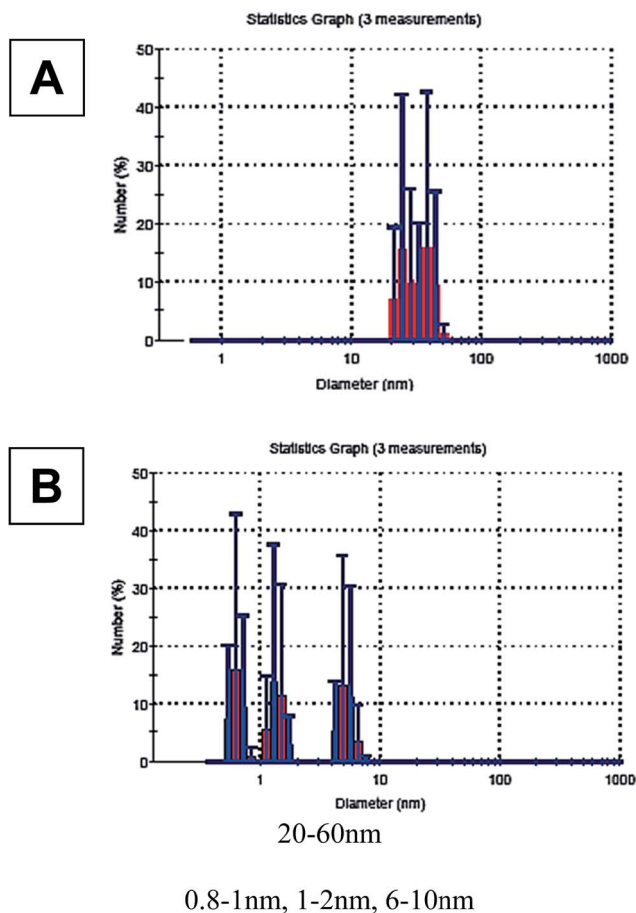 A
Statistics Graph (3 measurements)
50
40
30
20
10
0
Number (%)
1
10
100
1000
Diameter (nm)
B
Statistics Graph (3 measurements)
50
40
30
20
10
0
Number (%)
1
10
100
1000
Diameter (nm)
20-60nm
0.8-1nm, 1-2nm, 6-10nm